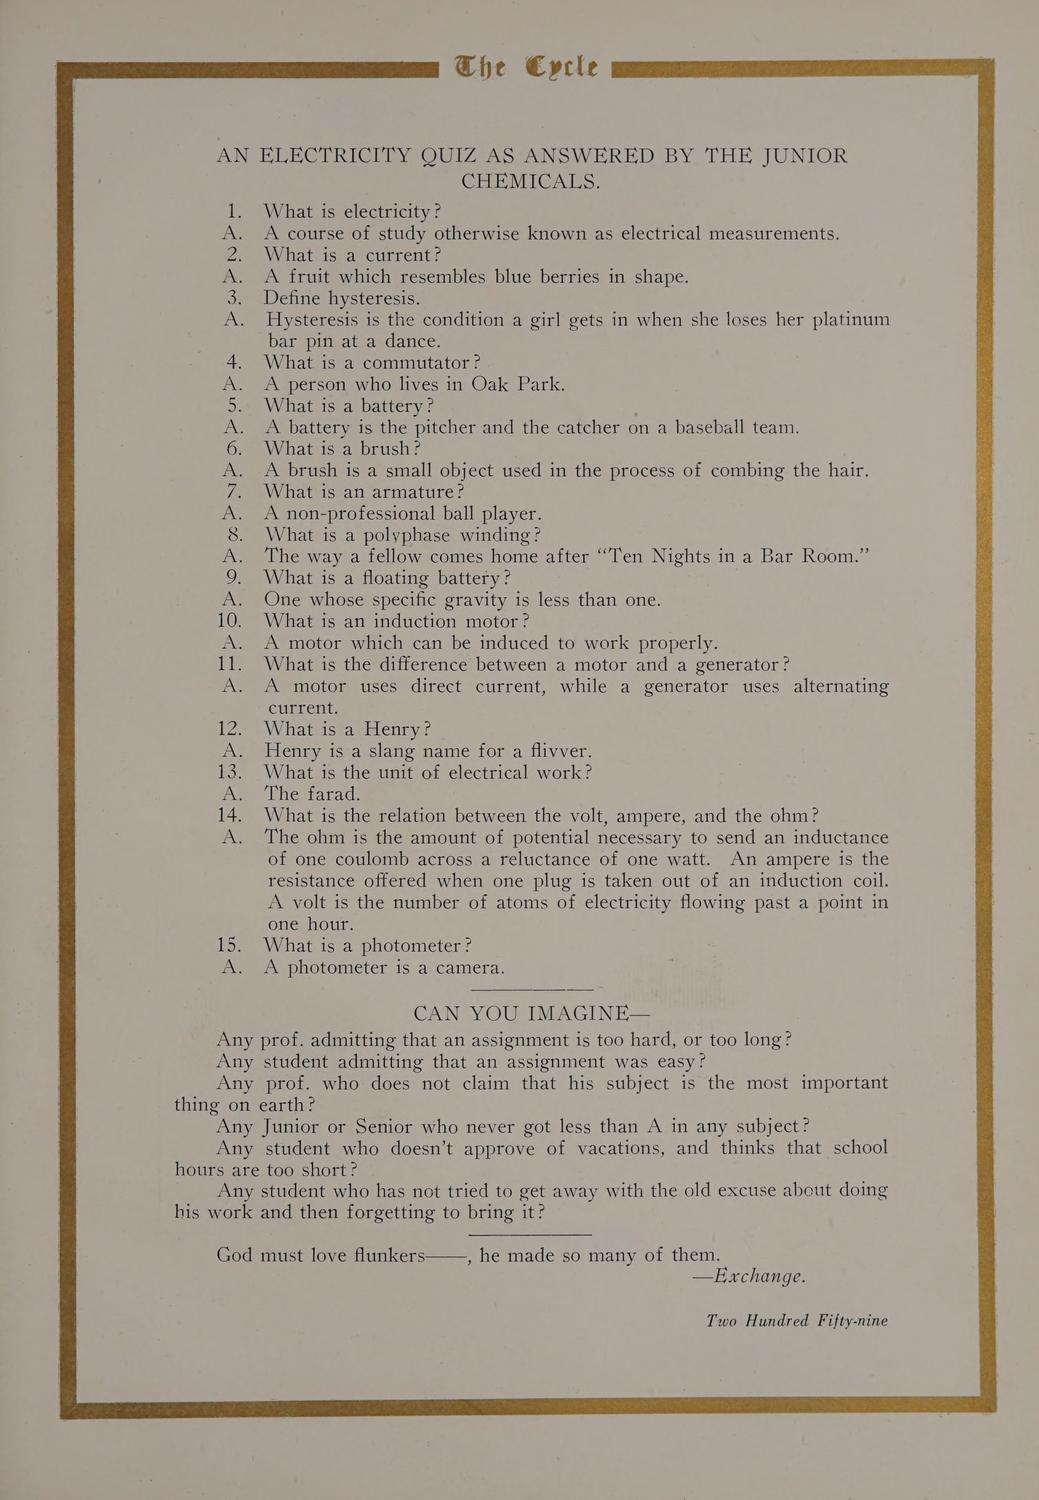 The Cycle
AN ELECTRICITY QUIZ AS ANSWERED BY THE JUNIOR
CHEMICALS.
1. What is electricity?
A. A course of study otherwise known as electrical measurements.
2. What is a current?
A. A fruit which resembles blue berries in shape.
3. Define hysteresis.
A. Hysteresis is the condition a girl gets in when she loses her platinum
bar pin at a dance.
4. What is a commutator?
A. A person who lives in Oak Park.
5. What is a battery?
A. A battery is the pitcher and the catcher on a baseball team.
6. What is a brush?
A. A brush is a small object used in the process of combing the hair.
7. What is an armature?
A. A non-professional ball player.
8. What is a polyphase winding?
A. The way a fellow comes home after “Ten Nights in a Bar Room.”
9. What is a floating battery?
A. One whose specific gravity is less than one.
10. What is an induction motor?
A. A motor which can be induced to work properly.
11. What is the difference between a motor and a generator?
A. A motor uses direct current, while a generator uses alternating
current.
12. What is a Henry?
A. Henry is a slang name for a flivver.
13. What is the unit of electrical work?
A. The farad.
14. What is the relation between the volt, ampere, and the ohm?
A. The ohm is the amount of potential necessary to send an inductance
of one coulomb across a reluctance of one watt. An ampere is the
resistance offered when one plug is taken out of an induction coil.
A volt is the number of atoms of electricity flowing past a point in
one hour.
15. What is a photometer?
A. A photometer is a camera.
CAN YOU IMAGINE—
Any prof. admitting that an assignment is too hard, or too long?
Any student admitting that an assignment was easy?
Any prof. who does not claim that his subject is the most important
thing on earth?
Any Junior or Senior who never got less than A in any subject?
Any student who doesn’t approve of vacations, and thinks that school
hours are too short?
Any student who has not tried to get away with the old excuse about doing
his work and then forgetting to bring it?
God must love flunkers——, he made so many of them.
—Exchange.
Two Hundred Fifty-nine